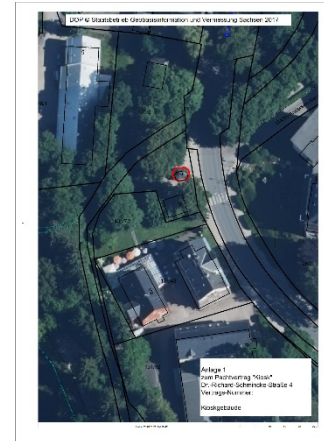 DOP © Staatsbetrieb Geobasisinformation und Vermessung Sachsen 2017
Anlage 1
zum Pachtvertrag "Kiosk"
Dr.-Richard-Schmincke-Straße 4
Vertrags-Nummer:
Kioskgebäude